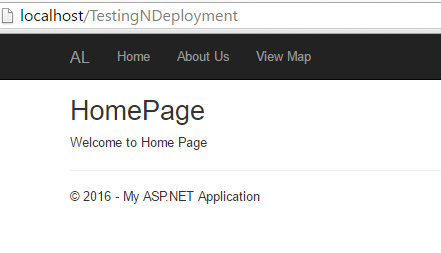 localhost/TestingNDeployment
AL Home About Us View Map
HomePage
Welcome to Home Page
© 2016 - My ASP.NET Application